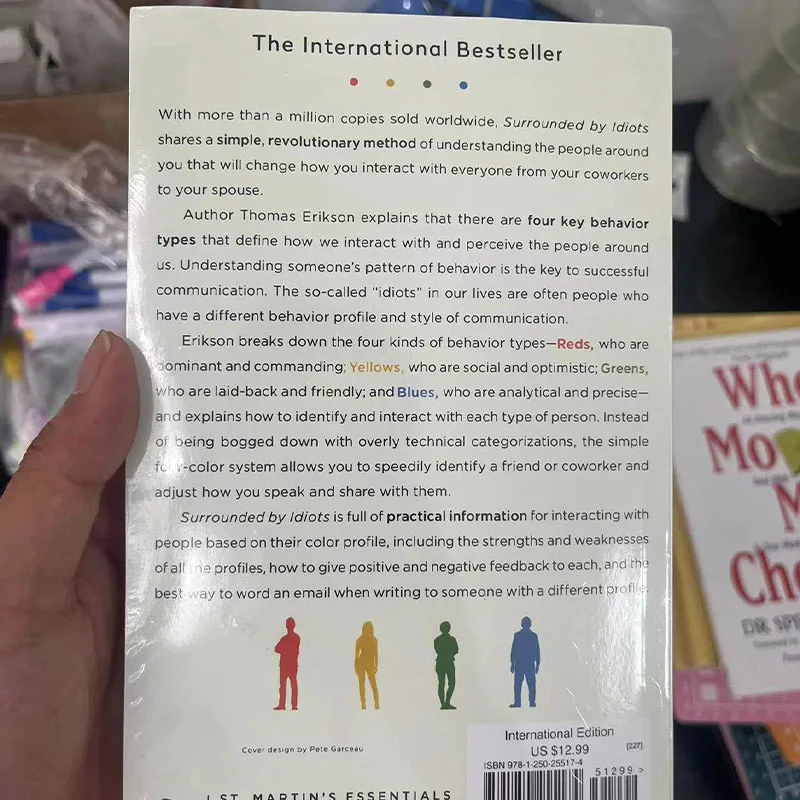 The International Bestseller
With more than a million copies sold worldwide, Surrounded by Idiots
shares a simple, revolutionary method of understanding the people around
you that will change how you interact with everyone from your coworkers
to your spouse.
Author Thomas Erikson explains that there are four key behavior
types that define how we interact with and perceive the people around
us. Understanding someone's pattern of behavior is the key to successful
communication. The so-called "idiots" in our lives are often people who
have a different behavior profile and style of communication.
Erikson breaks down the four kinds of behavior types—Reds, who are
dominant and commanding; Yellows, who are social and optimistic; Greens,
who are laid-back and friendly; and Blues, who are analytical and precise—
and explains how to identify and interact with each type of person. Instead
of being bogged down with overly technical categorizations, the simple
four-color system allows you to speedily identify a friend or coworker and
adjust how you speak and share with them.
Surrounded by Idiots is full of practical information for interacting with
people based on their color profile, including the strengths and weaknesses
of all the profiles, how to give positive and negative feedback to each, and the
best way to word an email when writing to someone with a different profile.
Cover design by Pete Garceau
International Edition
US $12.99 [227]
ISBN 978-1-250-25517-4
51299>
ST. MARTIN'S ESSENTIALS
Who
Mo
M
Che
DR SPE